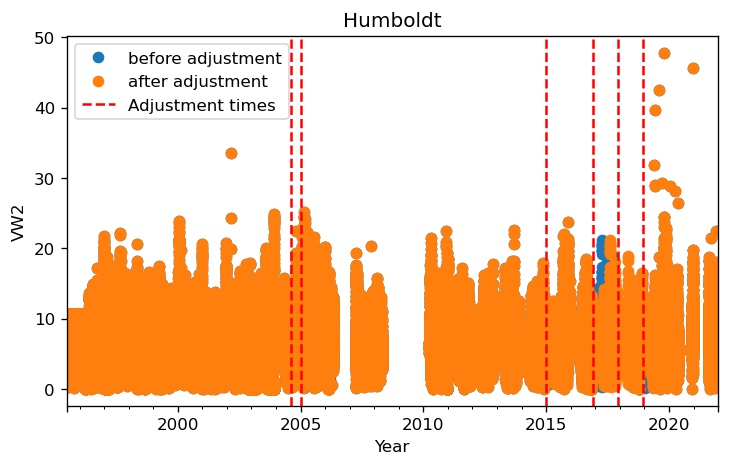 Humboldt
50
before adjustment
after adjustment
Adjustment times
40
30
VW2
20
10
0
2000 2005 2010 2015 2020
Year